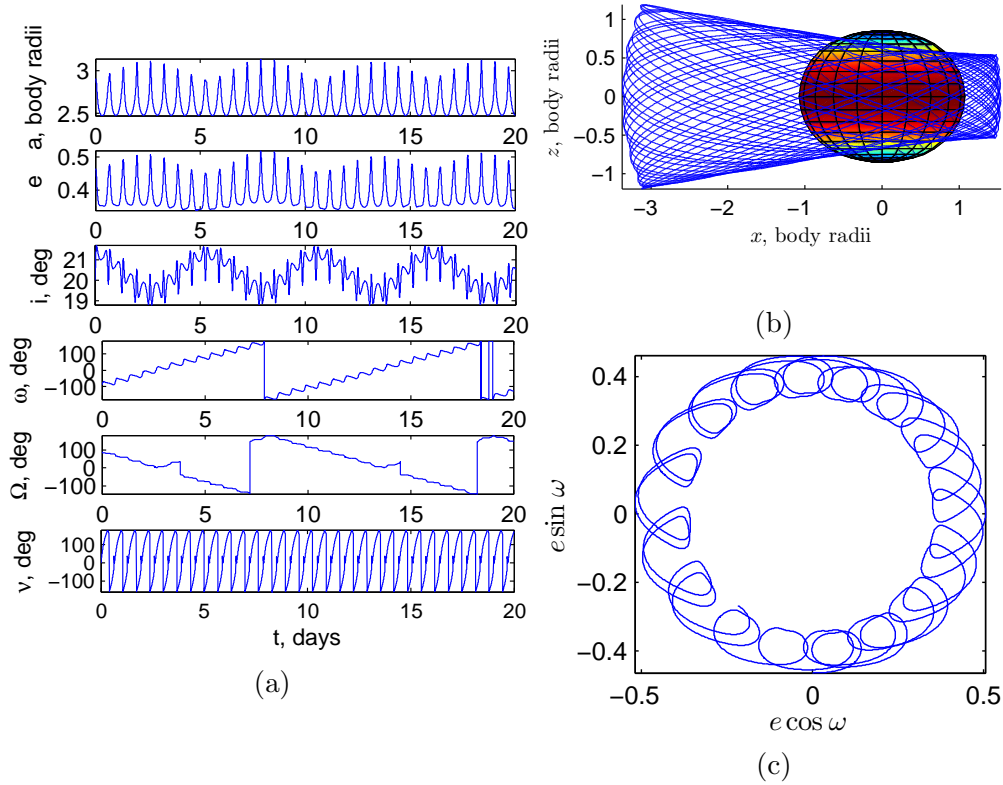 a, body radii
3
2.5
0 5 10 15 20
e
0.5
0.4
0 5 10 15 20
i, deg
21
20
19
0 5 10 15 20
ω, deg
100
0
−100
0 5 10 15 20
Ω, deg
100
0
−100
0 5 10 15 20
ν, deg
100
0
−100
0 5 10 15 20
t, days
(a)
z, body radii
1
0.5
0
−0.5
−1
−3 −2 −1 0 1
x, body radii
(b)
e sin ω
0.4
0.2
0
−0.2
−0.4
−0.5 0 0.5
e cos ω
(c)